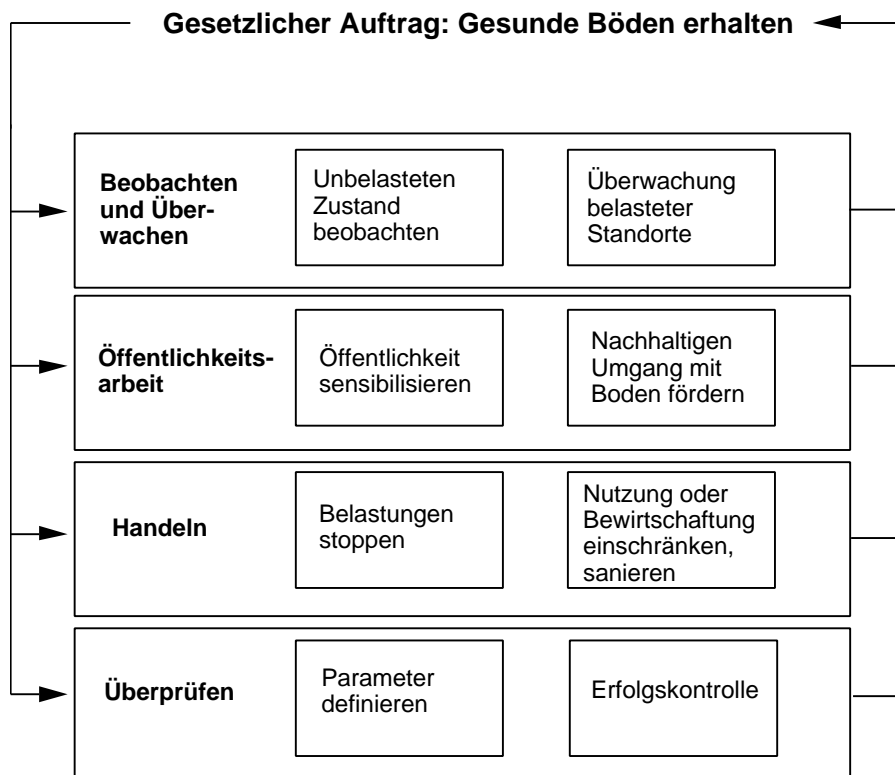 Gesetzlicher Auftrag: Gesunde Böden erhalten
Beobachten
und Über-
wachen
Unbelasteten
Zustand
beobachten
Überwachung
belasteter
Standorte
Öffentlichkeits-
arbeit
Öffentlichkeit
sensibilisieren
Nachhaltigen
Umgang mit
Boden fördern
Handeln
Belastungen
stoppen
Nutzung oder
Bewirtschaftung
einschränken,
sanieren
Überprüfen
Parameter
definieren
Erfolgskontrolle